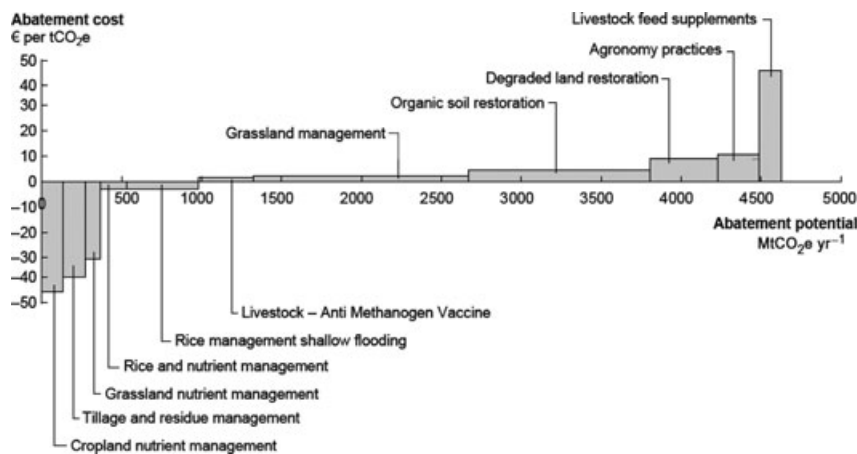 Abatement cost
€ per tCO₂e
Livestock feed supplements
Agronomy practices
Degraded land restoration
Organic soil restoration
Grassland management
50
40
30
20
10
0
–10
–20
–30
–40
–50
0
500
1000
1500
2000
2500
3000
3500
4000
4500
5000
Abatement potential
MtCO₂e yr⁻¹
Livestock – Anti Methanogen Vaccine
Rice management shallow flooding
Rice and nutrient management
Grassland nutrient management
Tillage and residue management
Cropland nutrient management